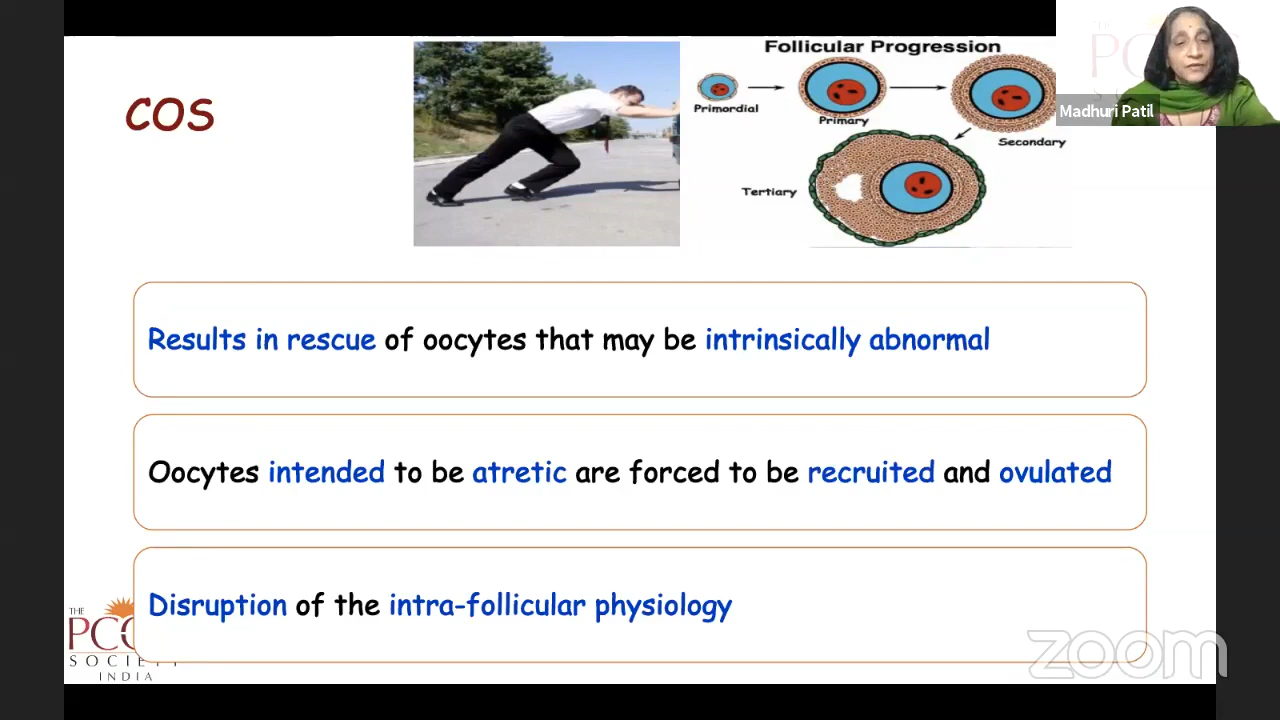 COS
Follicular Progression
Primordial
Primary
Secondary
Tertiary
Madhuri Patil
Results in rescue of oocytes that may be intrinsically abnormal
Oocytes intended to be atretic are forced to be recruited and ovulated
Disruption of the intra-follicular physiology
THE
SOCIETY
INDIA
zoom